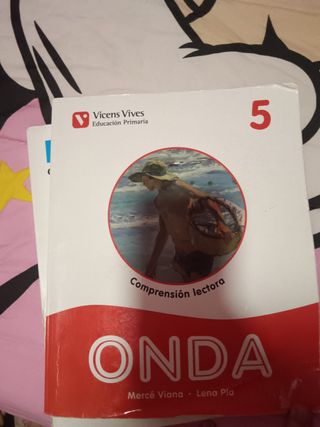 Vicens Vives
Educación Primaria
5
Comprensión lectora
ONDA
Mercè Viana · Lena Pla